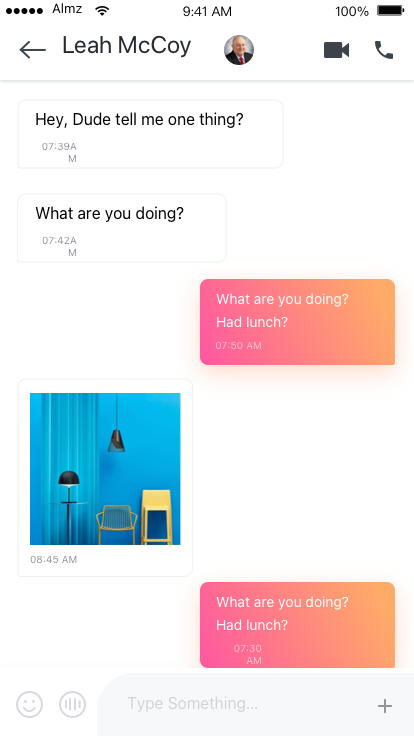 Almz 9:41 AM 100%
Leah McCoy
Hey, Dude tell me one thing?
07:39A
M
What are you doing?
07:42A
M
What are you doing?
Had lunch?
07:50 AM
08:45 AM
What are you doing?
Had lunch?
07:30
AM
Type Something...